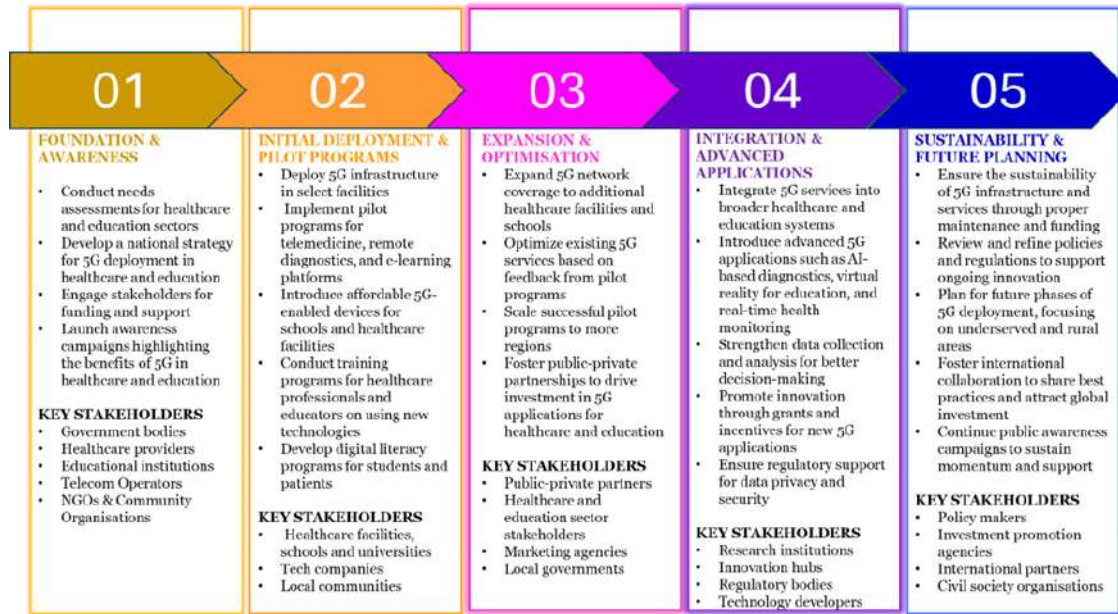 01
FOUNDATION &
AWARENESS
• Conduct needs
assessments for healthcare
and education sectors
• Develop a national strategy
for 5G deployment in
healthcare and education
• Engage stakeholders for
funding and support
• Launch awareness
campaigns highlighting
the benefits of 5G in
healthcare and education
KEY STAKEHOLDERS
• Government bodies
• Healthcare providers
• Educational institutions
• Telecom Operators
• NGOs & Community
Organisations
02
INITIAL DEPLOYMENT &
PILOT PROGRAMS
• Deploy 5G infrastructure
in select facilities
• Implement pilot
programs for
telemedicine, remote
diagnostics, and e-learning
platforms
• Introduce affordable 5G-
enabled devices for
schools and healthcare
facilities
• Conduct training
programs for healthcare
professionals and
educators on using new
technologies
• Develop digital literacy
programs for students and
patients
KEY STAKEHOLDERS
• Healthcare facilities,
schools and universities
• Tech companies
• Local communities
03
EXPANSION &
OPTIMISATION
• Expand 5G network
coverage to additional
healthcare facilities and
schools
• Optimize existing 5G
services based on
feedback from pilot
programs
• Scale successful pilot
programs to more
regions
• Foster public-private
partnerships to drive
investment in 5G
applications for
healthcare and education
KEY STAKEHOLDERS
• Public-private partners
• Healthcare and
education sector
stakeholders
• Marketing agencies
• Local governments
04
INTEGRATION &
ADVANCED
APPLICATIONS
• Integrate 5G services into
broader healthcare and
education systems
• Introduce advanced 5G
applications such as AI-
based diagnostics, virtual
reality for education, and
real-time health
monitoring
• Strengthen data collection
and analysis for better
decision-making
• Promote innovation
through grants and
incentives for new 5G
applications
• Ensure regulatory support
for data privacy and
security
KEY STAKEHOLDERS
• Research institutions
• Innovation hubs
• Regulatory bodies
• Technology developers
05
SUSTAINABILITY &
FUTURE PLANNING
• Ensure the sustainability
of 5G infrastructure and
services through proper
maintenance and funding
• Review and refine policies
and regulations to support
ongoing innovation
• Plan for future phases of
5G deployment, focusing
on underserved and rural
areas
• Foster international
collaboration to share best
practices and attract global
investment
• Continue public awareness
campaigns to sustain
momentum and support
KEY STAKEHOLDERS
• Policy makers
• Investment promotion
agencies
• International partners
• Civil society organisations